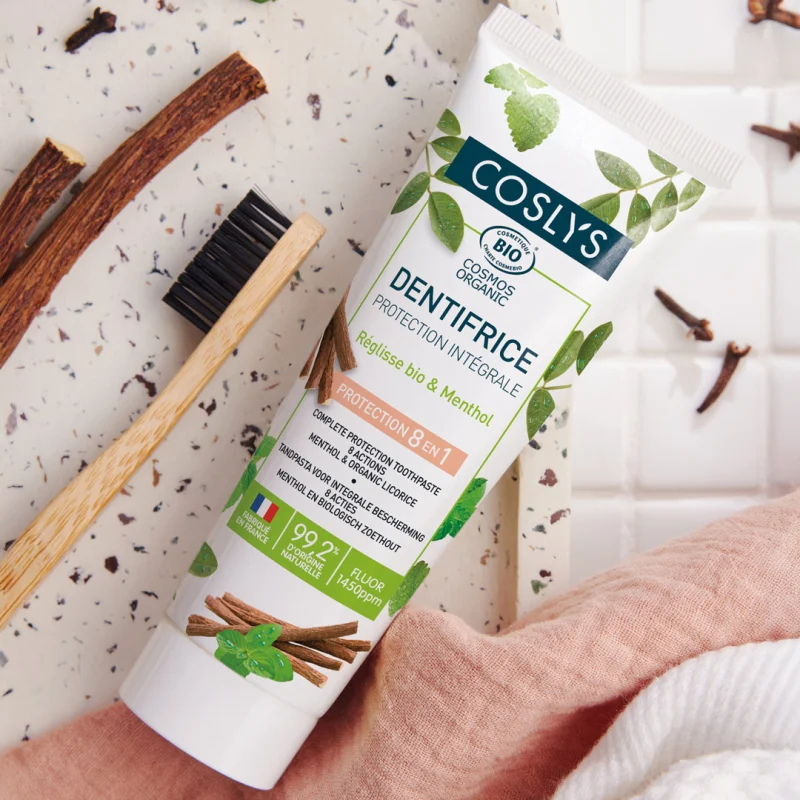 COSLYS
COSMETIQUE
BIO
CHARTE COSMEBIO
COSMOS
ORGANIC
DENTIFRICE
PROTECTION INTÉGRALE
Réglisse bio & Menthol
PROTECTION 8 EN 1
COMPLETE PROTECTION TOOTHPASTE
8 ACTIONS
MENTHOL & ORGANIC LICORICE
•
TANDPASTA VOOR INTEGRALE BESCHERMING
8 ACTIES
MENTHOL EN BIOLOGISCH ZOETHOUT
FABRIQUÉ
EN FRANCE
99,2%
D'ORIGINE
NATURELLE
FLUOR
1450ppm